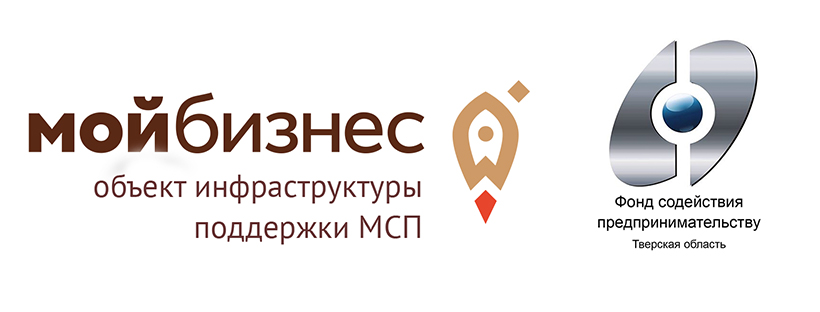 мойбизнес
объект инфраструктуры
поддержки МСП
Фонд содействия
предпринимательству
Тверская область